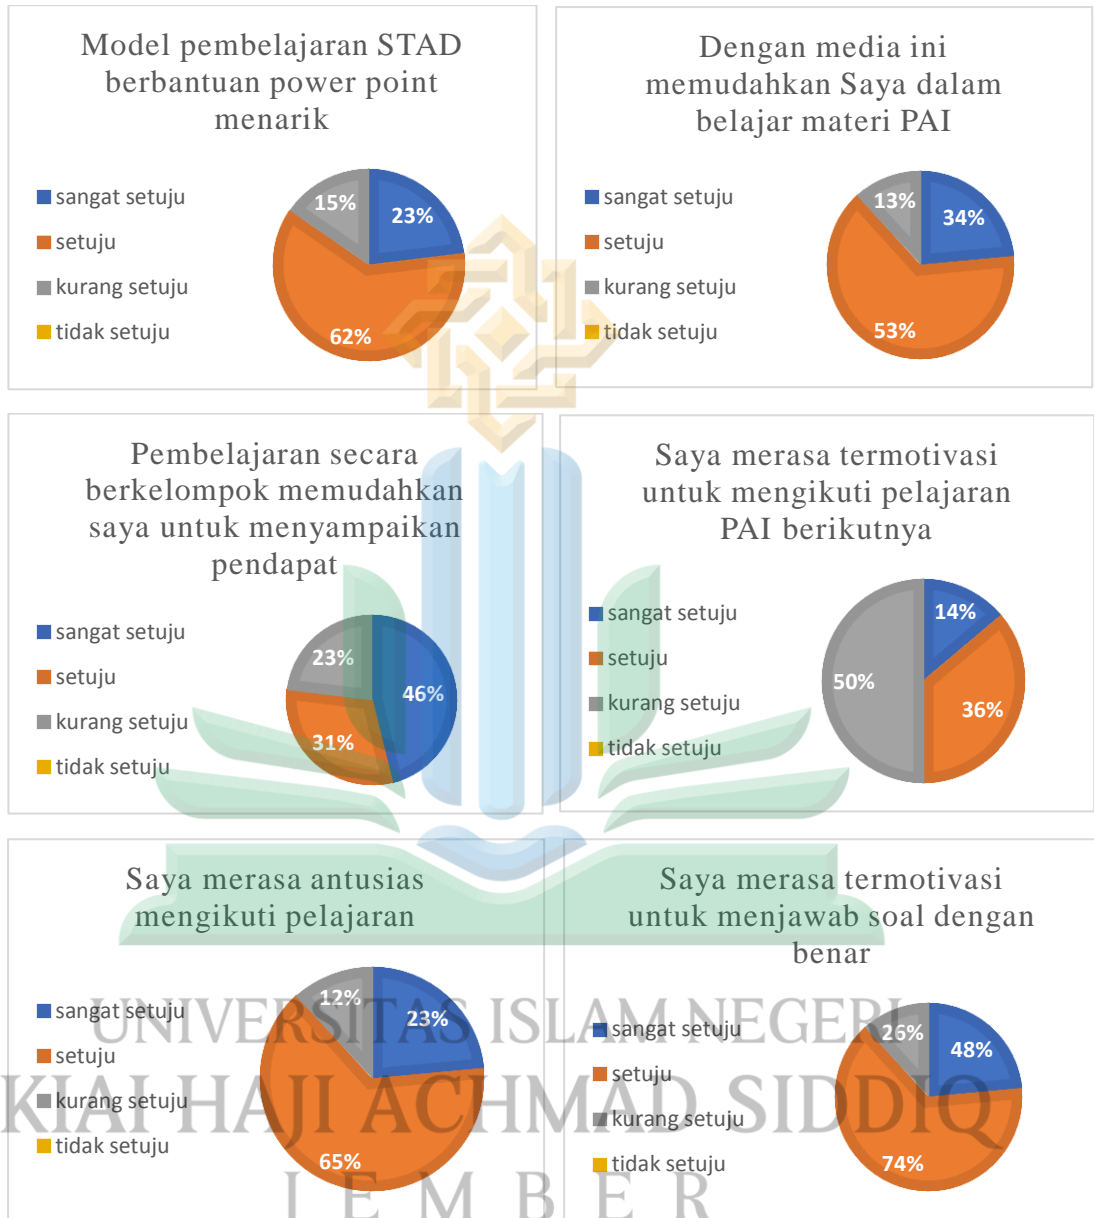 Model pembelajaran STAD
berbantuan power point
menarik
sangat setuju
setuju
kurang setuju
tidak setuju
15%
23%
62%
Dengan media ini
memudahkan Saya dalam
belajar materi PAI
sangat setuju
setuju
kurang setuju
tidak setuju
13%
34%
53%
Pembelajaran secara
berkelompok memudahkan
saya untuk menyampaikan
pendapat
sangat setuju
setuju
kurang setuju
tidak setuju
23%
46%
31%
Saya merasa termotivasi
untuk mengikuti pelajaran
PAI berikutnya
sangat setuju
setuju
kurang setuju
tidak setuju
14%
50%
36%
Saya merasa antusias
mengikuti pelajaran
sangat setuju
setuju
kurang setuju
tidak setuju
12%
23%
65%
Saya merasa termotivasi
untuk menjawab soal dengan
benar
sangat setuju
setuju
kurang setuju
tidak setuju
26%
48%
74%
UNIVERSITAS ISLAM NEGERI
KIAI HAJI ACHMAD SIDDIQ
JEMBER